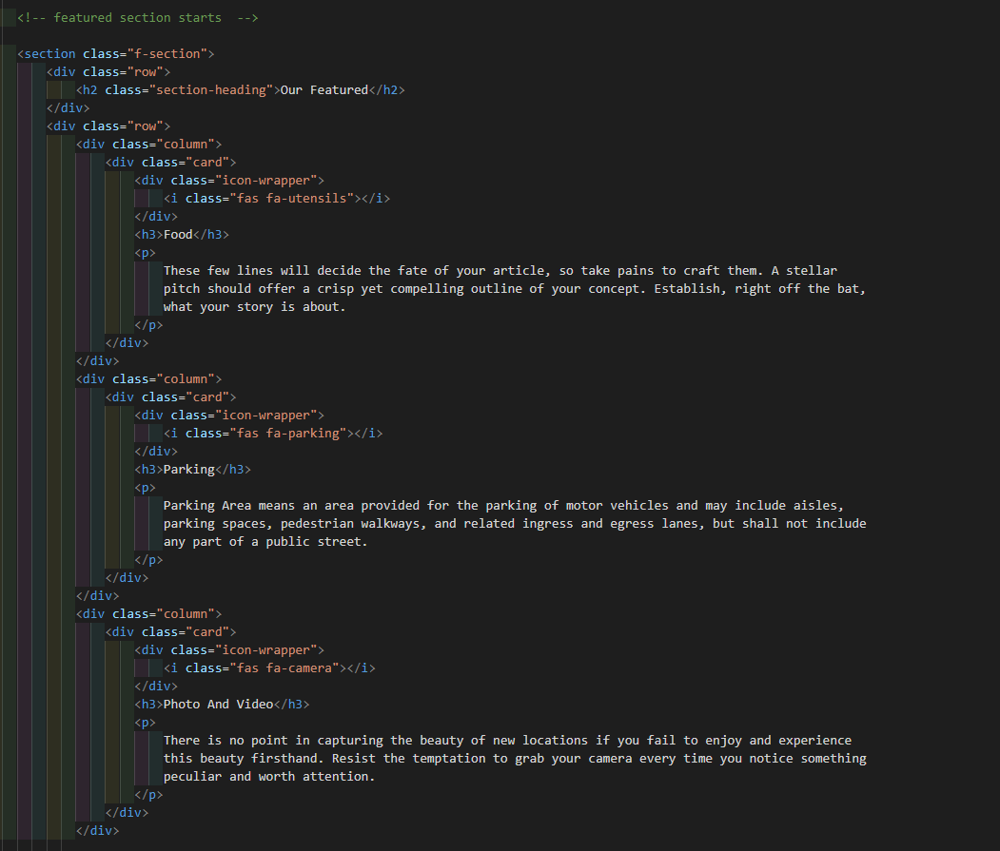 <!-- featured section starts  -->
<section class="f-section">
<div class="row">
<h2 class="section-heading">Our Featured</h2>
</div>
<div class="row">
<div class="column">
<div class="card">
<div class="icon-wrapper">
<i class="fas fa-utensils"></i>
</div>
<h3>Food</h3>
<p>
These few lines will decide the fate of your article, so take pains to craft them. A stellar
pitch should offer a crisp yet compelling outline of your concept. Establish, right off the bat,
what your story is about.
</p>
</div>
</div>
<div class="column">
<div class="card">
<div class="icon-wrapper">
<i class="fas fa-parking"></i>
</div>
<h3>Parking</h3>
<p>
Parking Area means an area provided for the parking of motor vehicles and may include aisles,
parking spaces, pedestrian walkways, and related ingress and egress lanes, but shall not include
any part of a public street.
</p>
</div>
</div>
<div class="column">
<div class="card">
<div class="icon-wrapper">
<i class="fas fa-camera"></i>
</div>
<h3>Photo And Video</h3>
<p>
There is no point in capturing the beauty of new locations if you fail to enjoy and experience
this beauty firsthand. Resist the temptation to grab your camera every time you notice something
peculiar and worth attention.
</p>
</div>
</div>